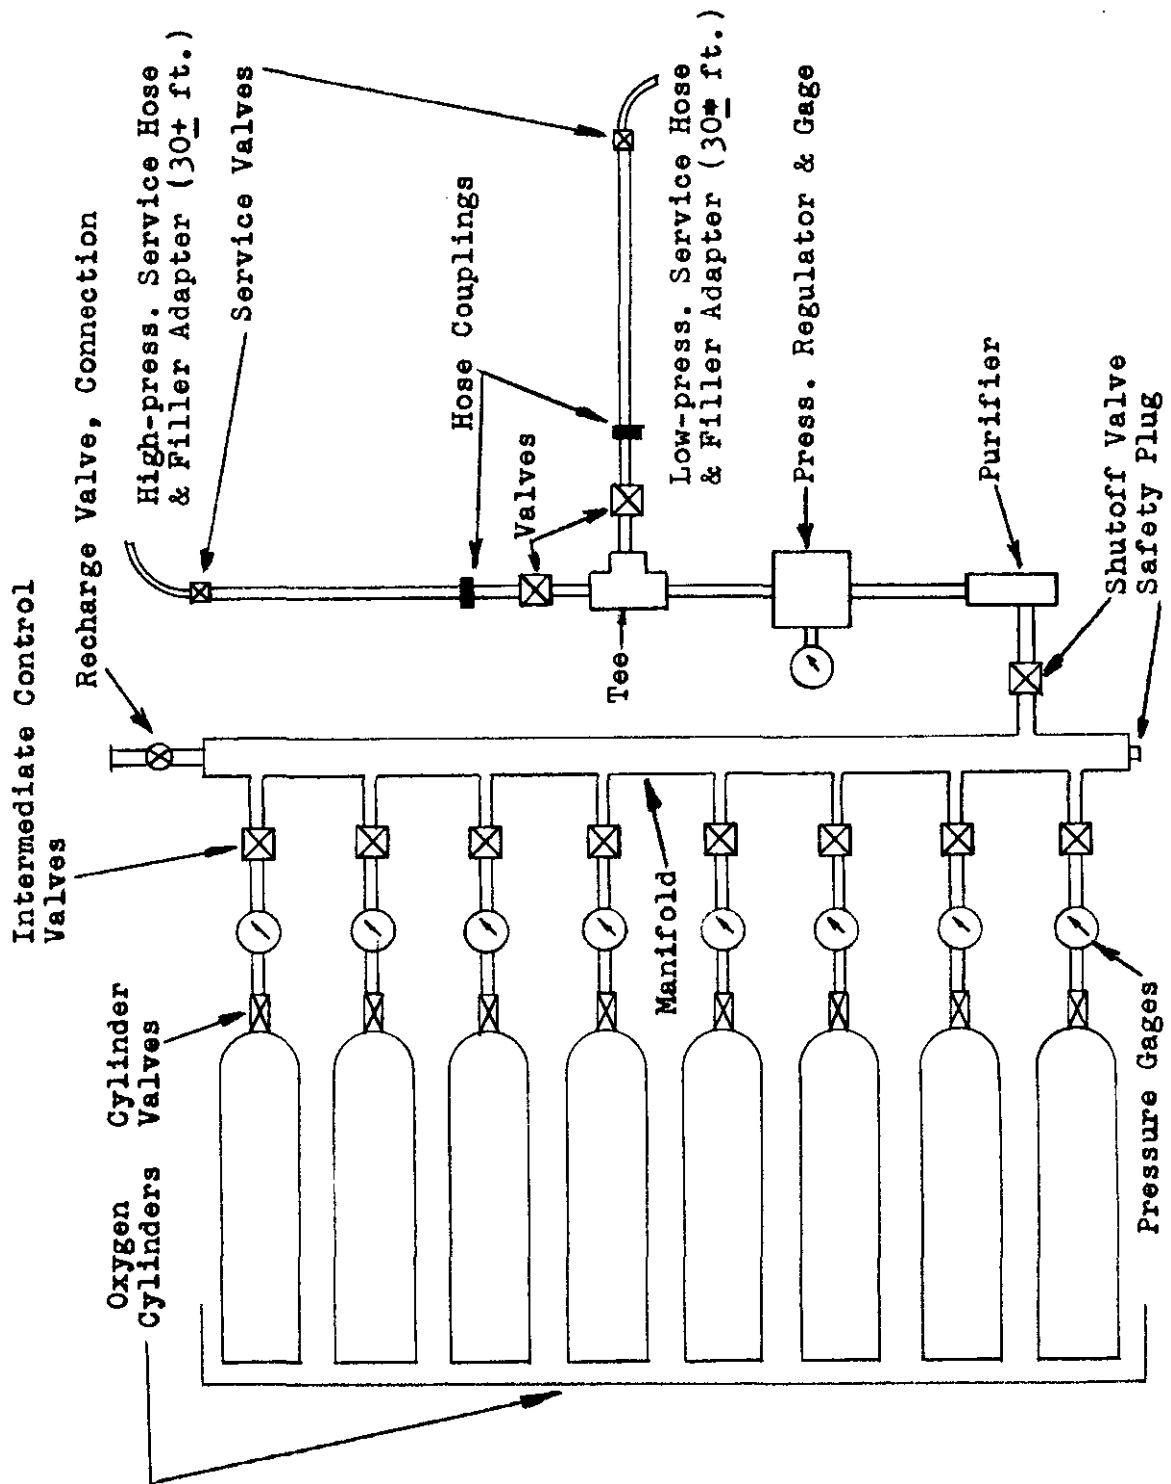 Intermediate Control
Valves
Recharge Valve, Connection
High-press. Service Hose
& Filler Adapter (30± ft.)
Service Valves
Cylinder
Valves
Oxygen
Cylinders
Hose Couplings
Valves
Tee
Manifold
Low-press. Service Hose
& Filler Adapter (30± ft.)
Press. Regulator & Gage
Purifier
Shutoff Valve
Safety Plug
Pressure Gages